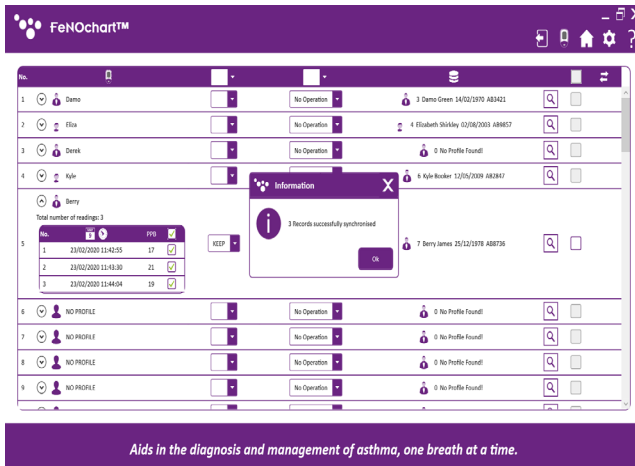 FeNOchart™
?
No.
1 Damo No Operation 3 Damo Green 14/02/1970 AB3421
2 Eliza No Operation 4 Elizabeth Shirkley 02/08/2003 AB9857
3 Derek No Operation 0 No Profile Found!
4 Kyle 6 Kyle Booker 12/05/2009 AB2847
Information X
i 3 Records successfully synchronised
Ok
5 Berry
Total number of readings: 3
No. PPB
1 23/02/2020 11:42:55 17
2 23/02/2020 11:43:30 21
3 23/02/2020 11:44:04 19
KEEP 7 Berry James 25/12/1978 AB8736
6 NO PROFILE No Operation 0 No Profile Found!
7 NO PROFILE No Operation 0 No Profile Found!
8 NO PROFILE No Operation 0 No Profile Found!
9 NO PROFILE No Operation 0 No Profile Found!
Aids in the diagnosis and management of asthma, one breath at a time.